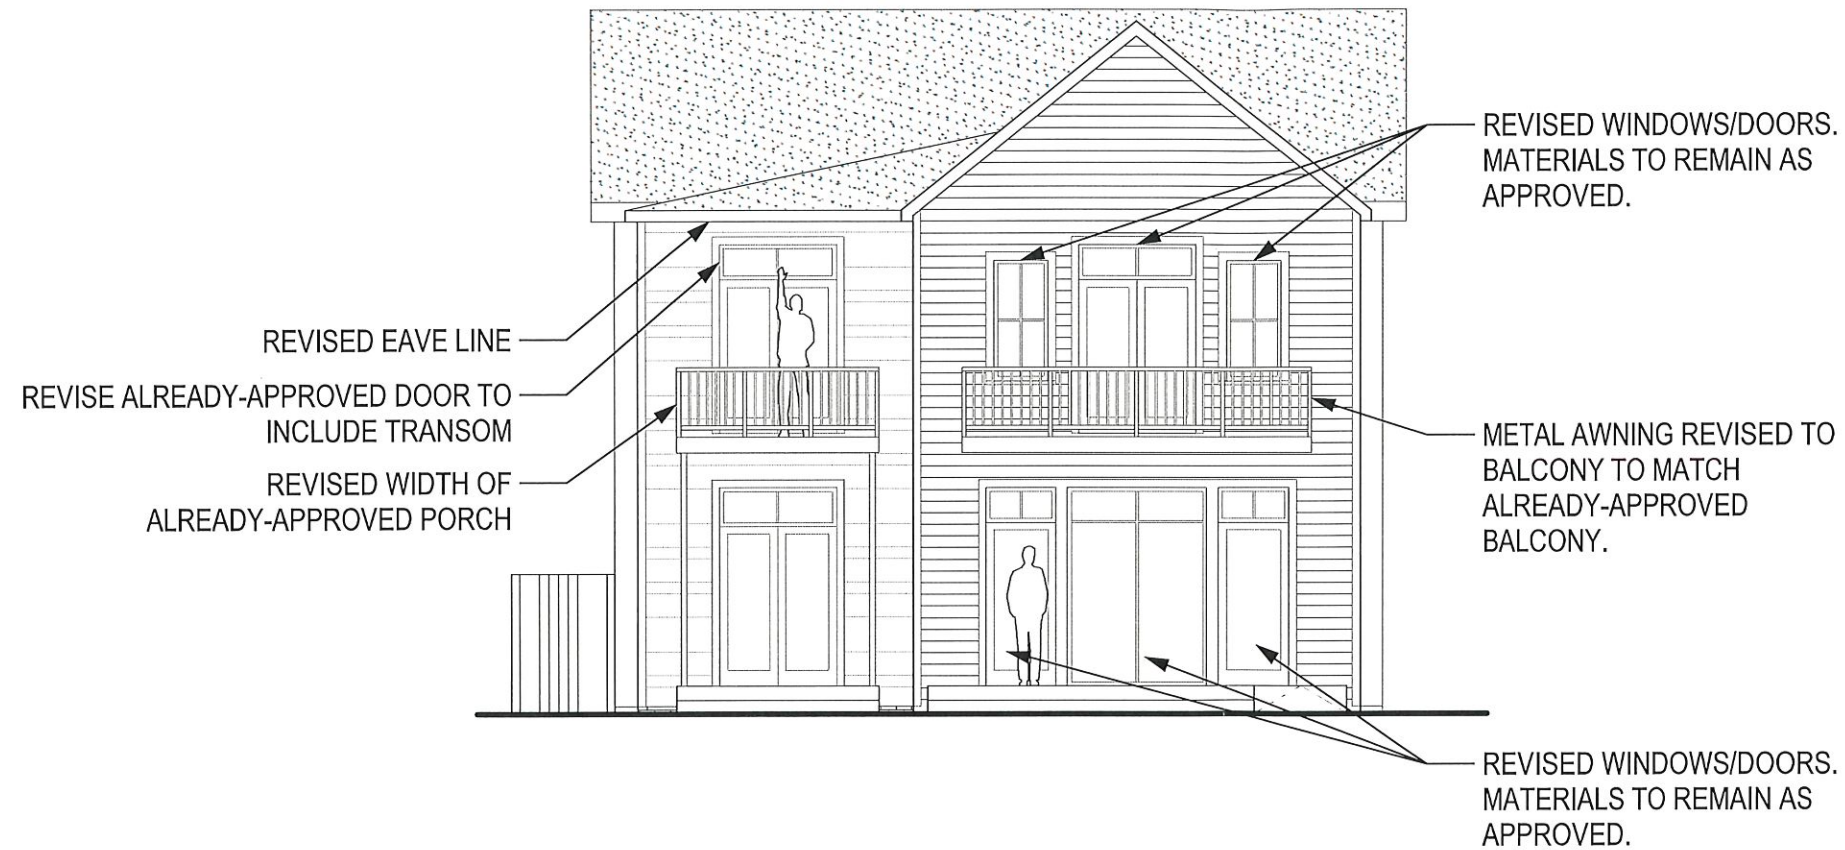 REVISED WINDOWS/DOORS.
MATERIALS TO REMAIN AS
APPROVED.
REVISED EAVE LINE
REVISE ALREADY-APPROVED DOOR TO
INCLUDE TRANSOM
REVISED WIDTH OF
ALREADY-APPROVED PORCH
METAL AWNING REVISED TO
BALCONY TO MATCH
ALREADY-APPROVED
BALCONY.
REVISED WINDOWS/DOORS.
MATERIALS TO REMAIN AS
APPROVED.